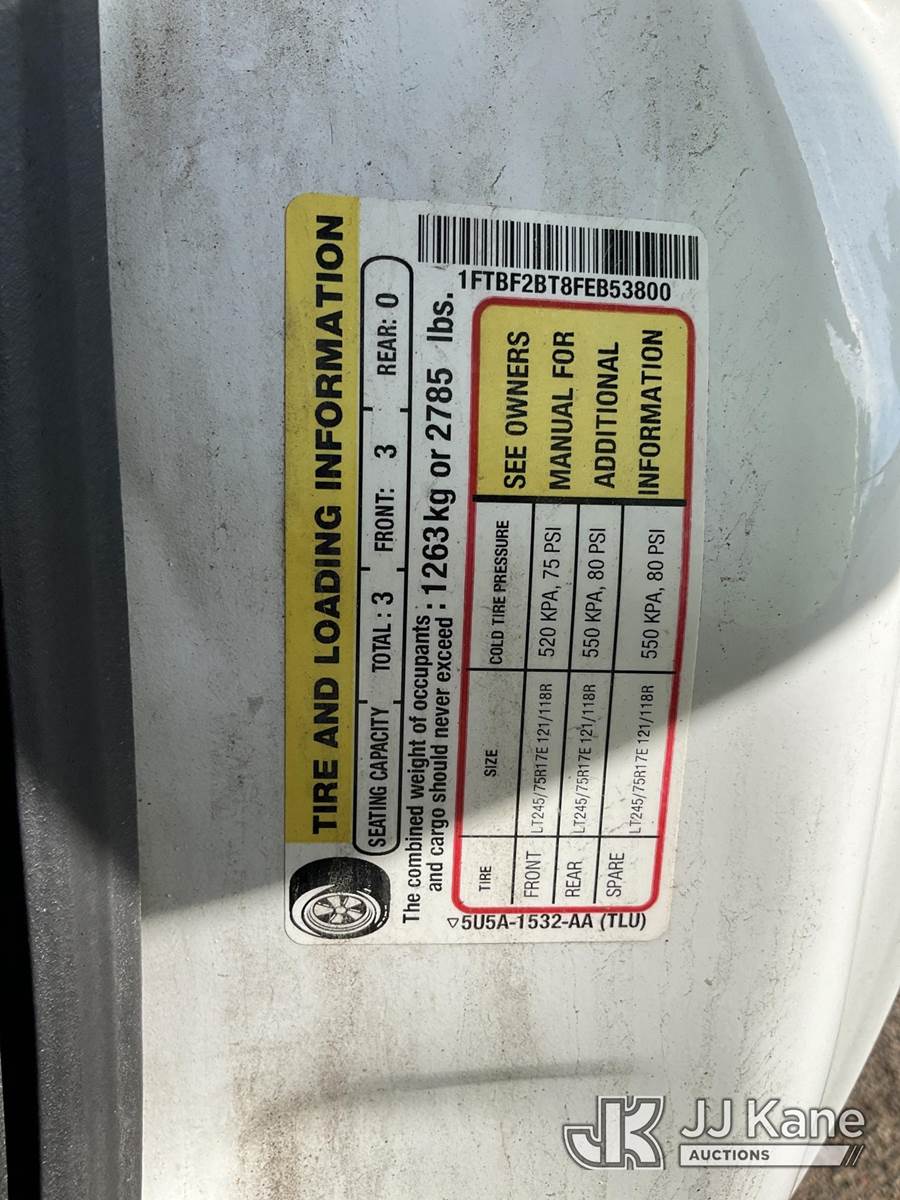 TIRE AND LOADING INFORMATION
SEATING CAPACITY TOTAL : 3 FRONT: 3 REAR: 0
The combined weight of occupants
and cargo should never exceed : 1263kg or 2785 lbs.
1FTBF2BT8FEB53800
TIRE SIZE COLD TIRE PRESSURE
FRONT LT245/75R17E 121/118R 520 KPA, 75 PSI
REAR LT245/75R17E 121/118R 550 KPA, 80 PSI
SPARE LT245/75R17E 121/118R 550 KPA, 80 PSI
SEE OWNERS
MANUAL FOR
ADDITIONAL
INFORMATION
▽5U5A-1532-AA (TLU)
JK JJ Kane
AUCTIONS